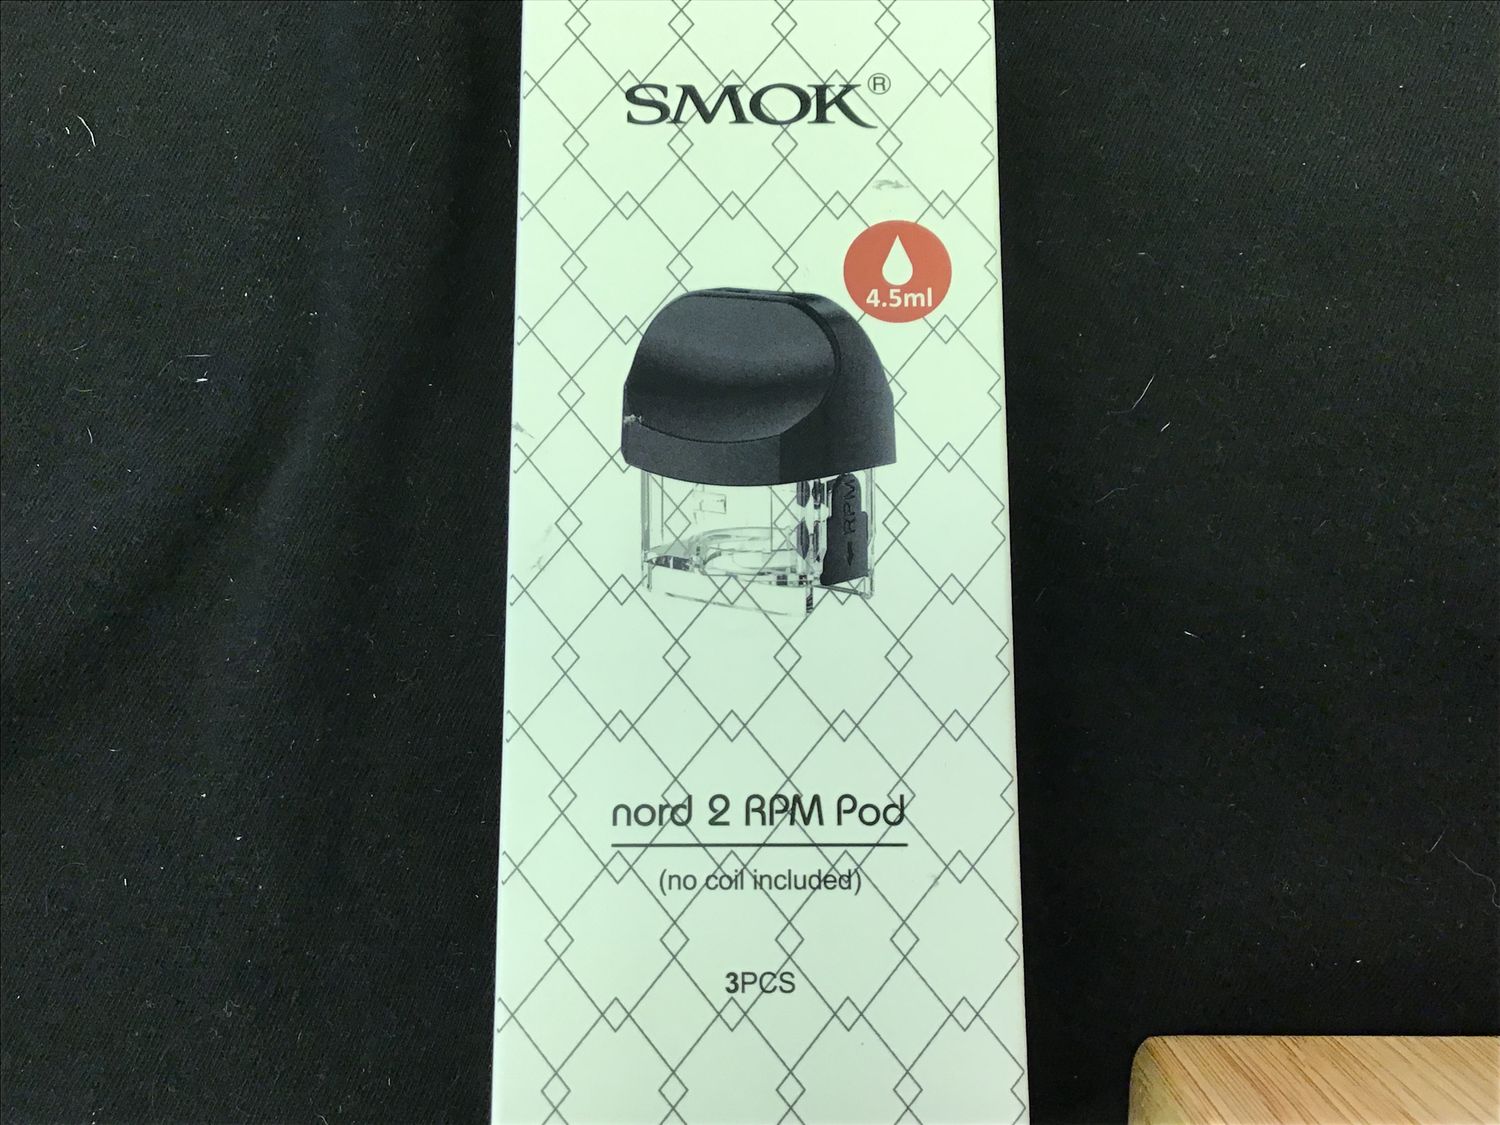 SMOK®
4.5ml
RPM
nord 2 RPM Pod
(no coil included)
3PCS